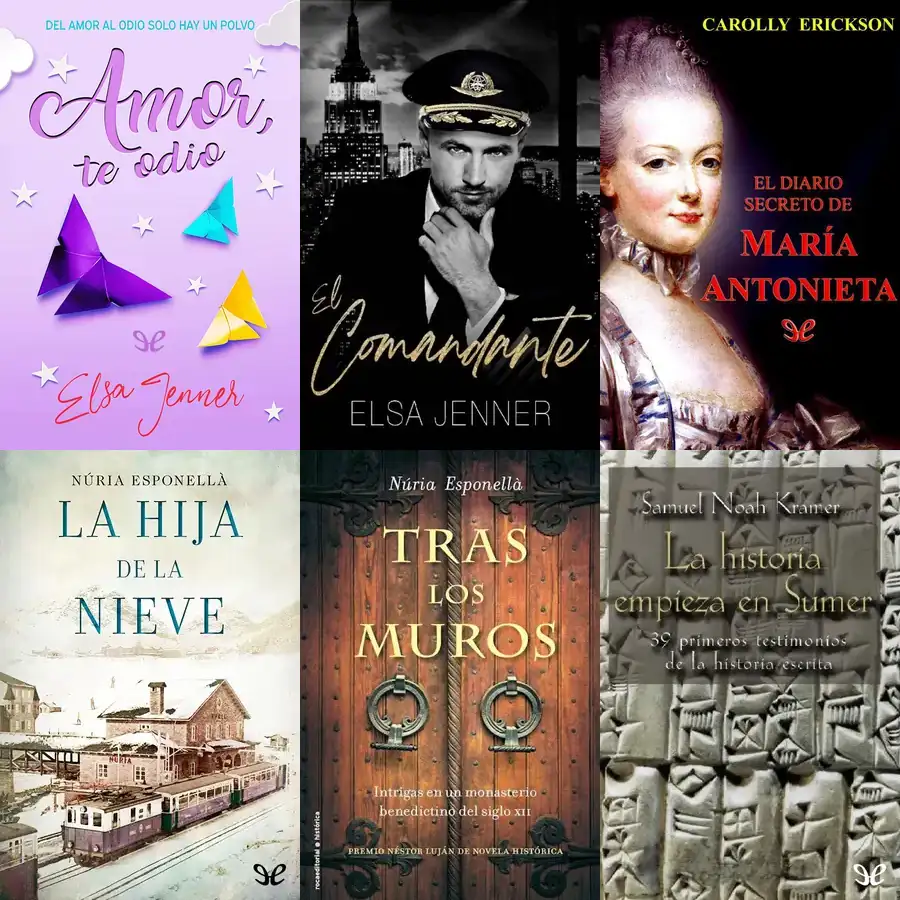 DEL AMOR AL ODIO SOLO HAY UN POLVO
Amor,
te odio
Elsa Jenner
El
Comandante
ELSA JENNER
CAROLLY ERICKSON
EL DIARIO
SECRETO DE
MARÍA
ANTONIETA
NÚRIA ESPONELLÀ
LA HIJA
DE LA
NIEVE
NÚRIA
Núria Esponellà
TRAS
LOS
MUROS
Intrigas en un monasterio
benedictino del siglo XII
PREMIO NÉSTOR LUJÁN DE NOVELA HISTÓRICA
rocaeditorial histórica
Samuel Noah Kramer
La historia
empieza en Sumer
39 primeros testimonios
de la historia escrita